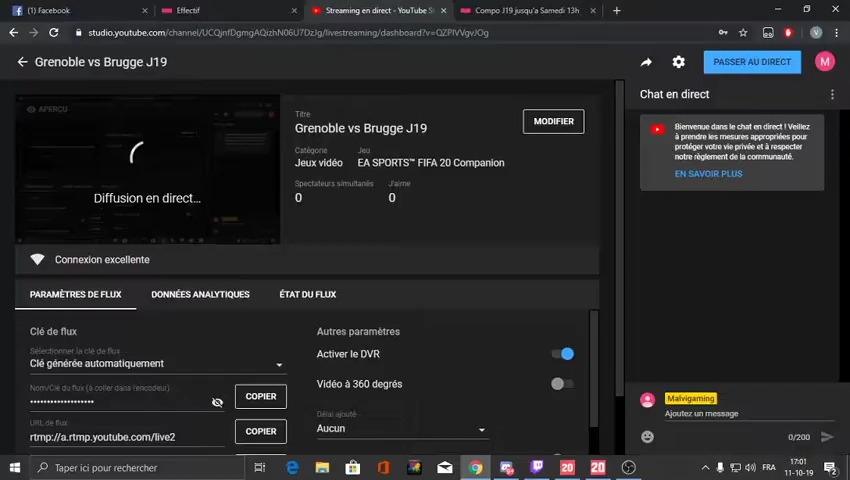 (1) Facebook
Effectif
Streaming en direct - YouTube S
Compo J19 jusqu'a Samedi 13h
studio.youtube.com/channel/UCQjnfDgmgAQizhN06U7DzJg/livestreaming/dashboard?v=QZPIVVgvJOg
Grenoble vs Brugge J19
PASSER AU DIRECT
M
APERÇU
Diffusion en direct...
Titre
Grenoble vs Brugge J19
MODIFIER
Catégorie
Jeu
Jeux vidéo
EA SPORTS™ FIFA 20 Companion
Spectateurs simultanés
J'aime
0
0
Connexion excellente
PARAMÈTRES DE FLUX
DONNÉES ANALYTIQUES
ÉTAT DU FLUX
Clé de flux
Sélectionner la clé de flux
Clé générée automatiquement
Nom/Clé du flux (à coller dans l'encodeur)
••••••••••••••••••••
COPIER
URL de flux
rtmp://a.rtmp.youtube.com/live2
COPIER
Autres paramètres
Activer le DVR
Vidéo à 360 degrés
Délai ajouté
Aucun
Chat en direct
Bienvenue dans le chat en direct ! Veillez
à prendre les mesures appropriées pour
protéger votre vie privée et à respecter
notre règlement de la communauté.
EN SAVOIR PLUS
Malvigaming
Ajoutez un message
0/200
Taper ici pour rechercher
20
20
FRA
17:01
11-10-19
2